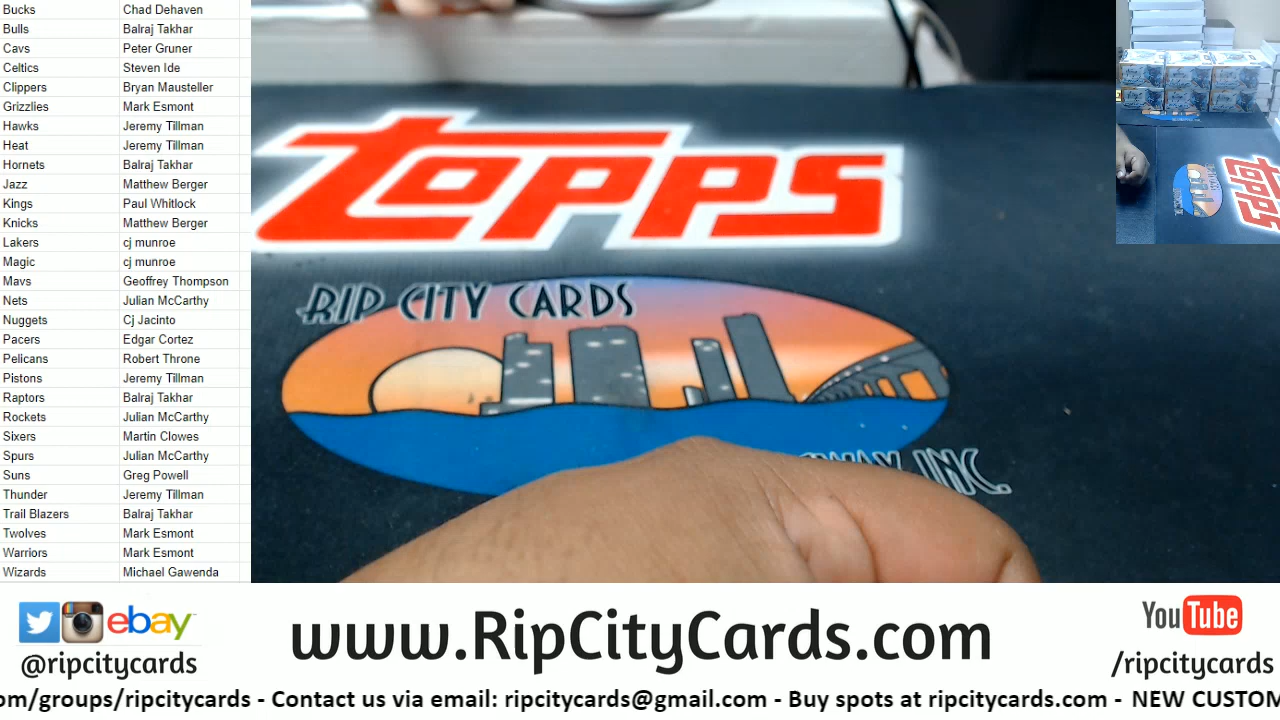 Bucks Chad Dehaven
Bulls Balraj Takhar
Cavs Peter Gruner
Celtics Steven Ide
Clippers Bryan Mausteller
Grizzlies Mark Esmont
Hawks Jeremy Tillman
Heat Jeremy Tillman
Hornets Balraj Takhar
Jazz Matthew Berger
Kings Paul Whitlock
Knicks Matthew Berger
Lakers cj munroe
Magic cj munroe
Mavs Geoffrey Thompson
Nets Julian McCarthy
Nuggets Cj Jacinto
Pacers Edgar Cortez
Pelicans Robert Throne
Pistons Jeremy Tillman
Raptors Balraj Takhar
Rockets Julian McCarthy
Sixers Martin Clowes
Spurs Julian McCarthy
Suns Greg Powell
Thunder Jeremy Tillman
Trail Blazers Balraj Takhar
Twolves Mark Esmont
Warriors Mark Esmont
Wizards Michael Gawenda
topps
RIP CITY CARDS
INC.
topps
ebay
@ripcitycards
www.RipCityCards.com
YouTube
/ripcitycards
om/groups/ripcitycards - Contact us via email: ripcitycards@gmail.com - Buy spots at ripcitycards.com - NEW CUSTOM